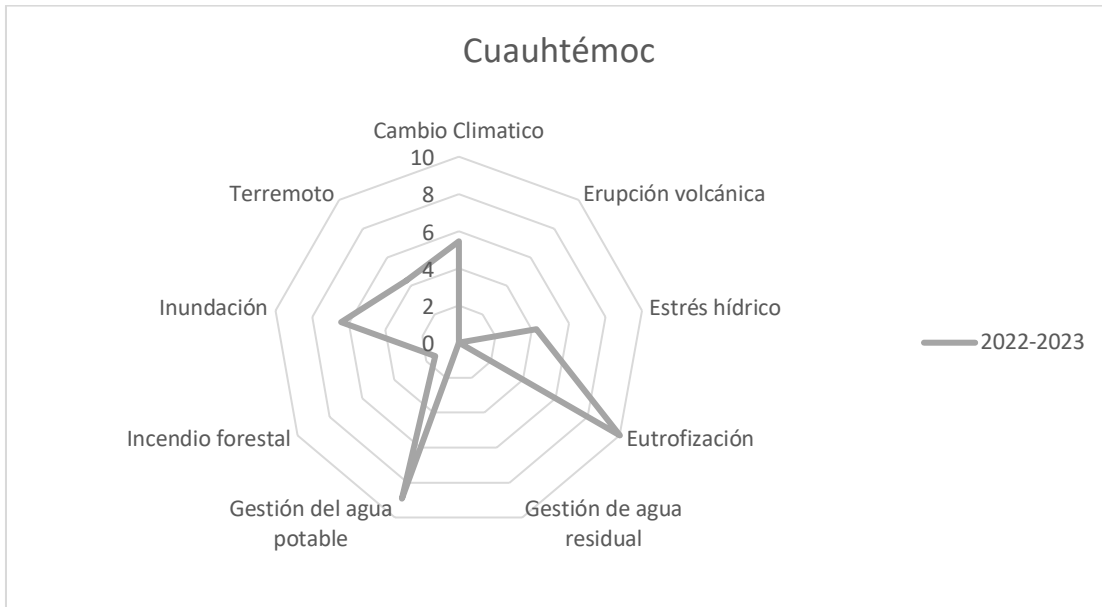 Cuauhtémoc
Cambio Climatico
10
8
6
4
2
0
Erupción volcánica
Estrés hídrico
Eutrofización
Gestión de agua
residual
Gestión del agua
potable
Incendio forestal
Inundación
Terremoto
2022-2023